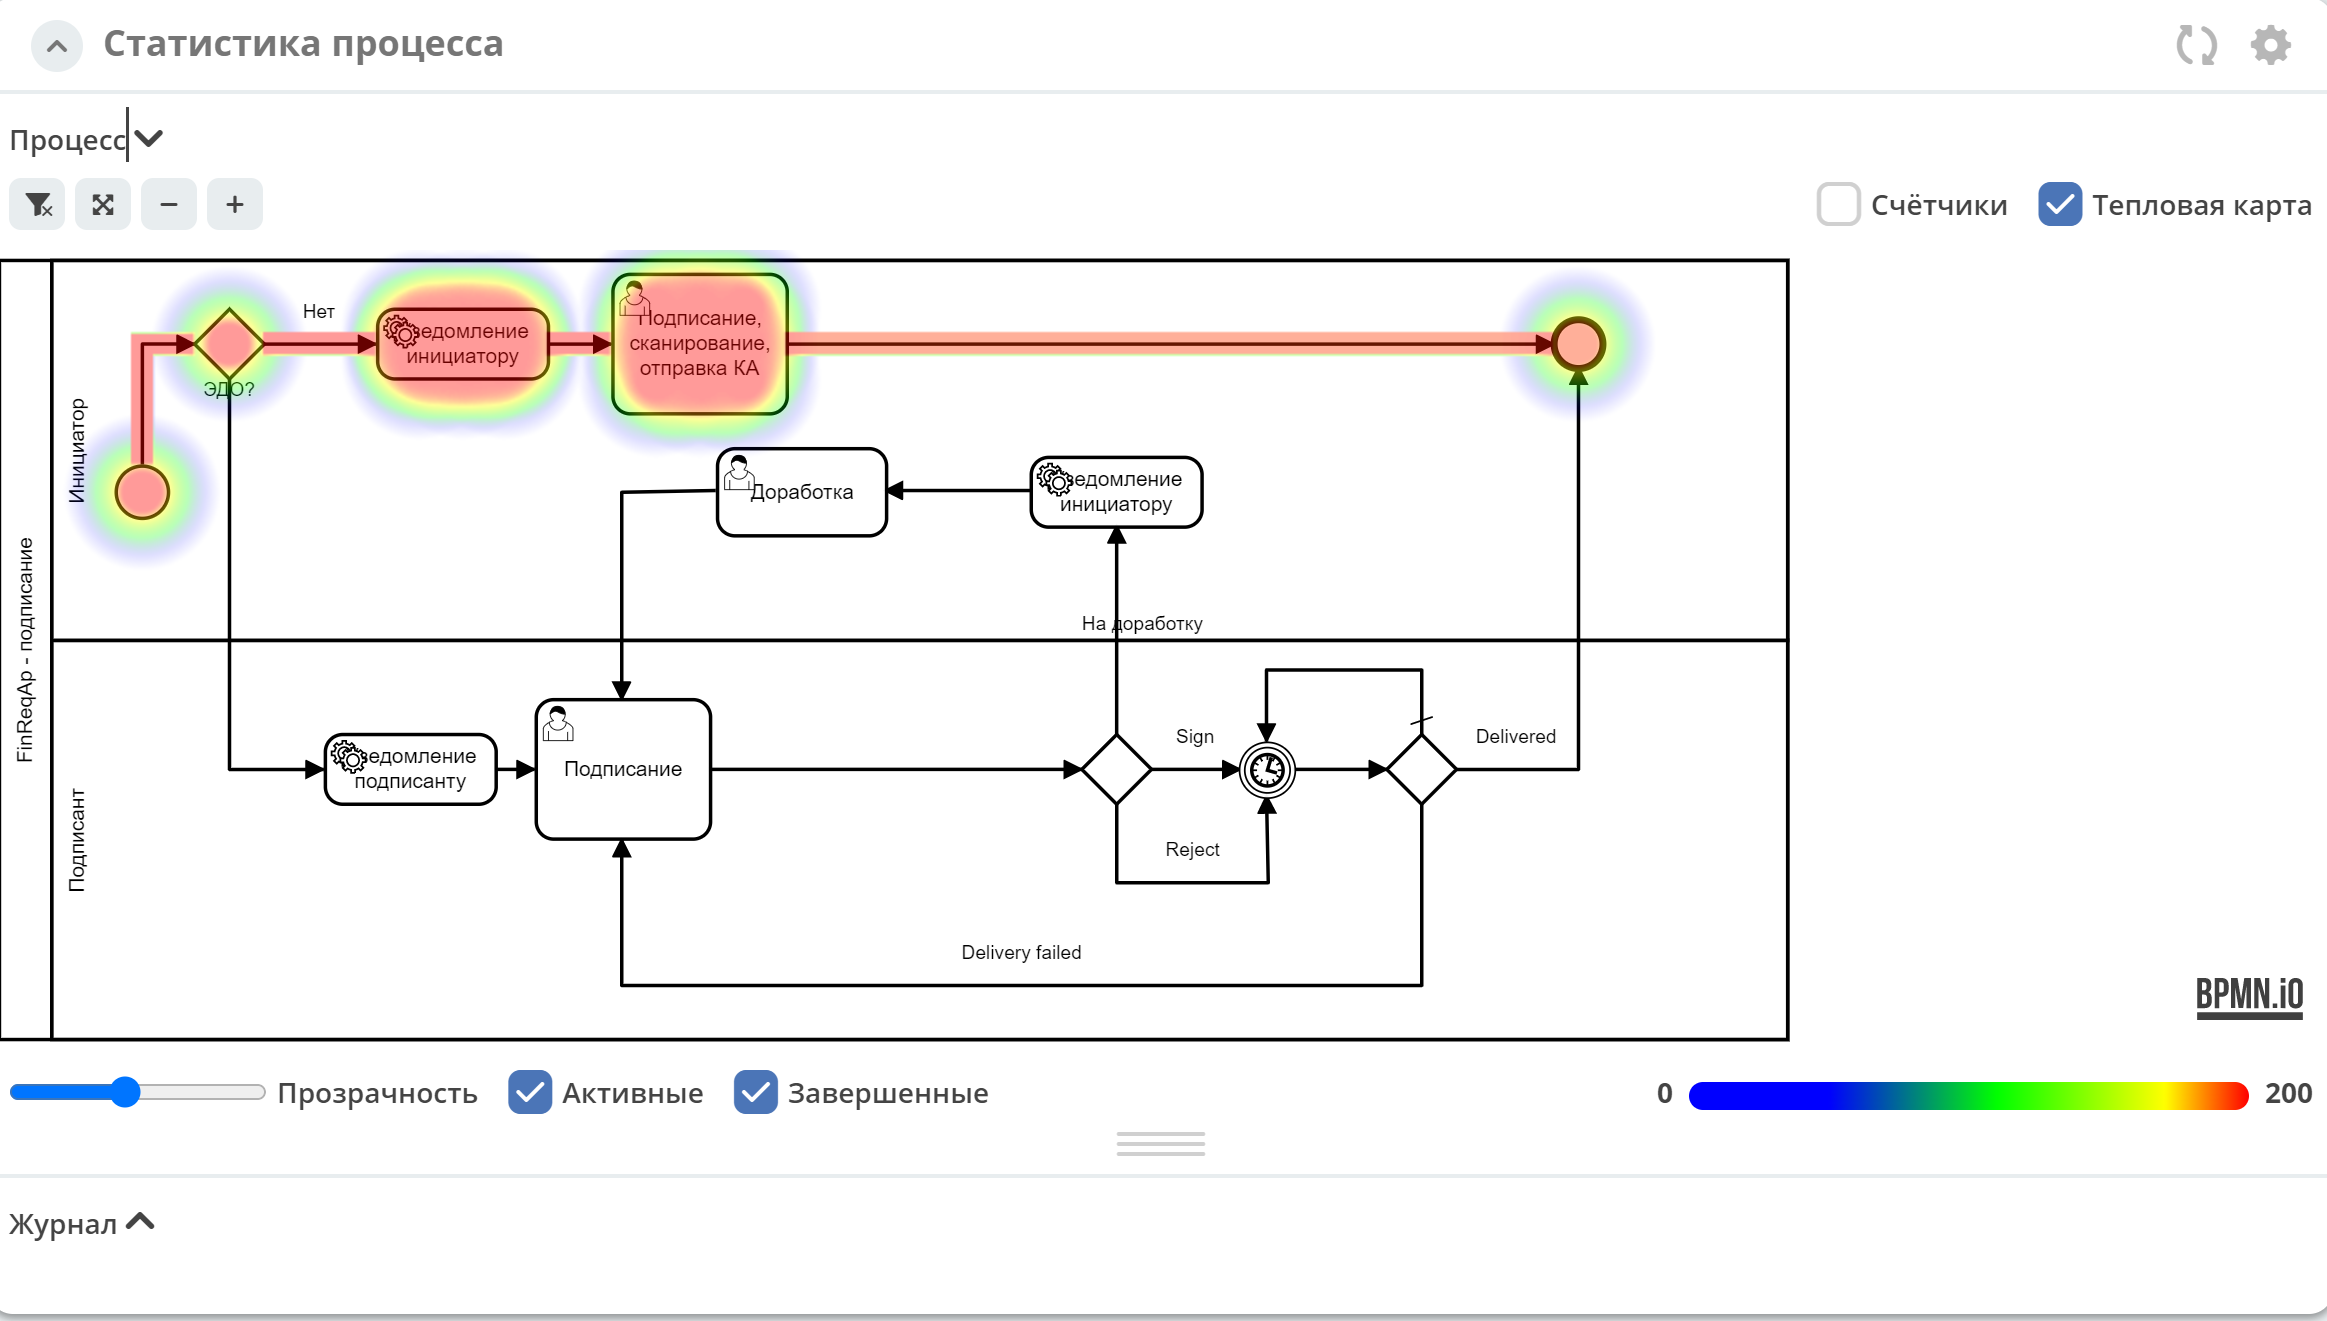 Статистика процесса
Процесс
Счётчики
Тепловая карта
FinReqAp - подписание
Инициатор
Подписант
Нет
ЭДО?
ведомление
инициатору
Подписание,
сканирование,
отправка КА
Доработка
ведомление
инициатору
На доработку
ведомление
подписанту
Подписание
Sign
Reject
Delivered
Delivery failed
BPMN.iO
Прозрачность
Активные
Завершенные
0
200
Журнал